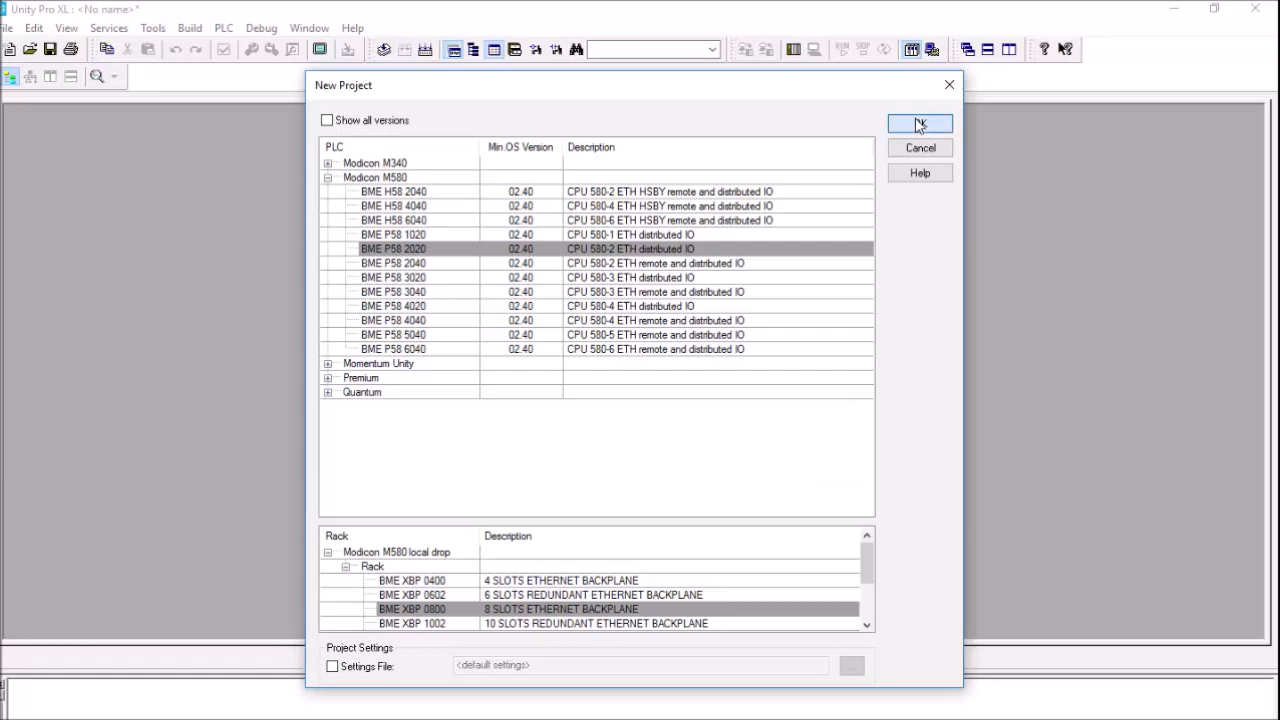 Unity Pro XL : <No name>*
File Edit View Services Tools Build PLC Debug Window Help
New Project
Show all versions
PLC Min.OS Version Description
Modicon M340
Modicon M580
BME H58 2040 02.40 CPU 580-2 ETH HSBY remote and distributed IO
BME H58 4040 02.40 CPU 580-4 ETH HSBY remote and distributed IO
BME H58 6040 02.40 CPU 580-6 ETH HSBY remote and distributed IO
BME P58 1020 02.40 CPU 580-1 ETH distributed IO
BME P58 2020 02.40 CPU 580-2 ETH distributed IO
BME P58 2040 02.40 CPU 580-2 ETH remote and distributed IO
BME P58 3020 02.40 CPU 580-3 ETH distributed IO
BME P58 3040 02.40 CPU 580-3 ETH remote and distributed IO
BME P58 4020 02.40 CPU 580-4 ETH distributed IO
BME P58 4040 02.40 CPU 580-4 ETH remote and distributed IO
BME P58 5040 02.40 CPU 580-5 ETH remote and distributed IO
BME P58 6040 02.40 CPU 580-6 ETH remote and distributed IO
Momentum Unity
Premium
Quantum
Cancel
Help
Rack Description
Modicon M580 local drop
Rack
BME XBP 0400 4 SLOTS ETHERNET BACKPLANE
BME XBP 0602 6 SLOTS REDUNDANT ETHERNET BACKPLANE
BME XBP 0800 8 SLOTS ETHERNET BACKPLANE
BME XBP 1002 10 SLOTS REDUNDANT ETHERNET BACKPLANE
Project Settings
Settings File: <default settings> ...